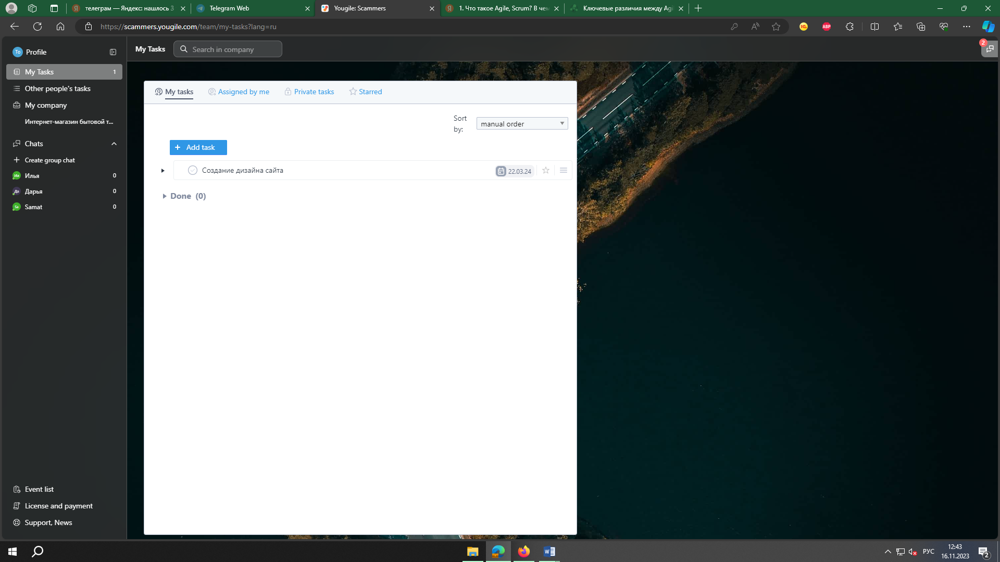 телеграм — Яндекс: нашлось 3
Telegram Web
Yougile: Scammers
1. Что такое Agile, Scrum? В чем
Ключевые различия между Agi
https://scammers.yougile.com/team/my-tasks?lang=ru
ABP
To Profile
My Tasks
Search in company
2
My Tasks 1
Other people's tasks
My company
Интернет-магазин бытовой т...
Chats
Create group chat
Ил Илья 0
Да Дарья 0
Sa Samat 0
My tasks
Assigned by me
Private tasks
Starred
Sort by:
manual order
+ Add task
Создание дизайна сайта
22.03.24
Done (0)
Event list
License and payment
Support, News
РУС
12:43
16.11.2023
2